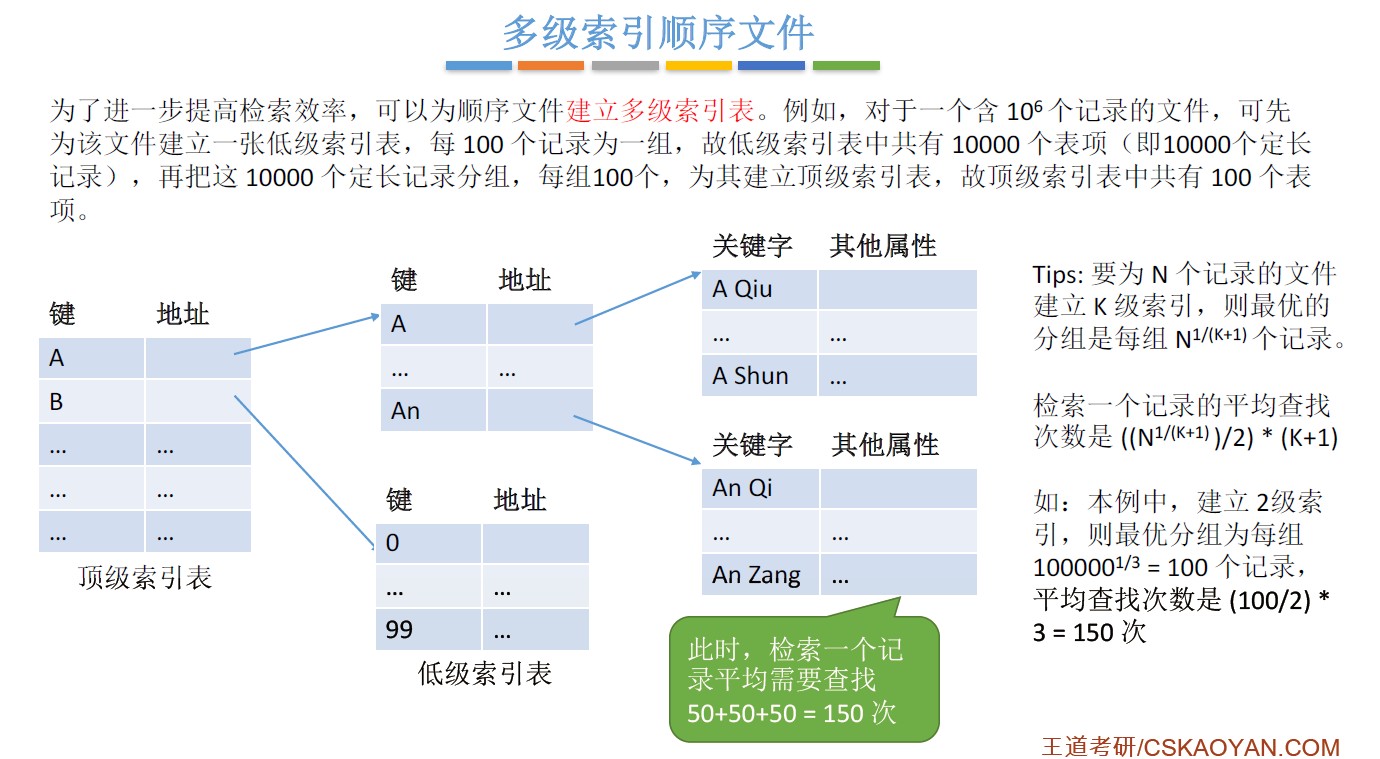 多级索引顺序文件
为了进一步提高检索效率，可以为顺序文件建立多级索引表。例如，对于一个含 10⁶ 个记录的文件，可先
为该文件建立一张低级索引表，每 100 个记录为一组，故低级索引表中共有 10000 个表项（即10000个定长
记录），再把这 10000 个定长记录分组，每组100个，为其建立顶级索引表，故顶级索引表中共有 100 个表
项。
键 地址
A
B
... ...
... ...
... ...
顶级索引表
键 地址
A
... ...
An
键 地址
0
... ...
99 ...
低级索引表
关键字 其他属性
A Qiu
... ...
A Shun ...
关键字 其他属性
An Qi
... ...
An Zang ...
此时，检索一个记
录平均需要查找
50+50+50 = 150 次
Tips: 要为 N 个记录的文件
建立 K 级索引，则最优的
分组是每组 N^1/(K+1) 个记录。
检索一个记录的平均查找
次数是 ((N^1/(K+1) )/2) * (K+1)
如：本例中，建立 2级索
引，则最优分组为每组
100000^1/3 = 100 个记录，
平均查找次数是 (100/2) *
3 = 150 次
王道考研/CSKAOYAN.COM